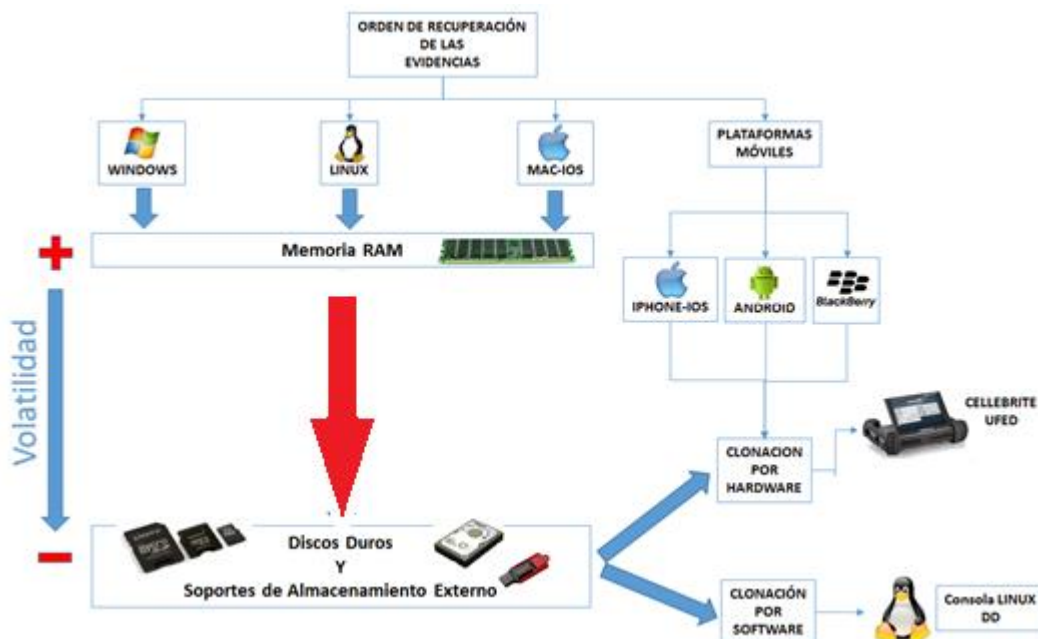 ORDEN DE RECUPERACIÓN
DE LAS
EVIDENCIAS
WINDOWS
LINUX
MAC-IOS
PLATAFORMAS
MÓVILES
Memoria RAM
Volatilidad
IPHONE-IOS
ANDROID
BlackBerry
CELLEBRITE
UFED
CLONACION
POR
HARDWARE
Discos Duros
Y
Soportes de Almacenamiento Externo
CLONACIÓN
POR
SOFTWARE
Consola LINUX
DD